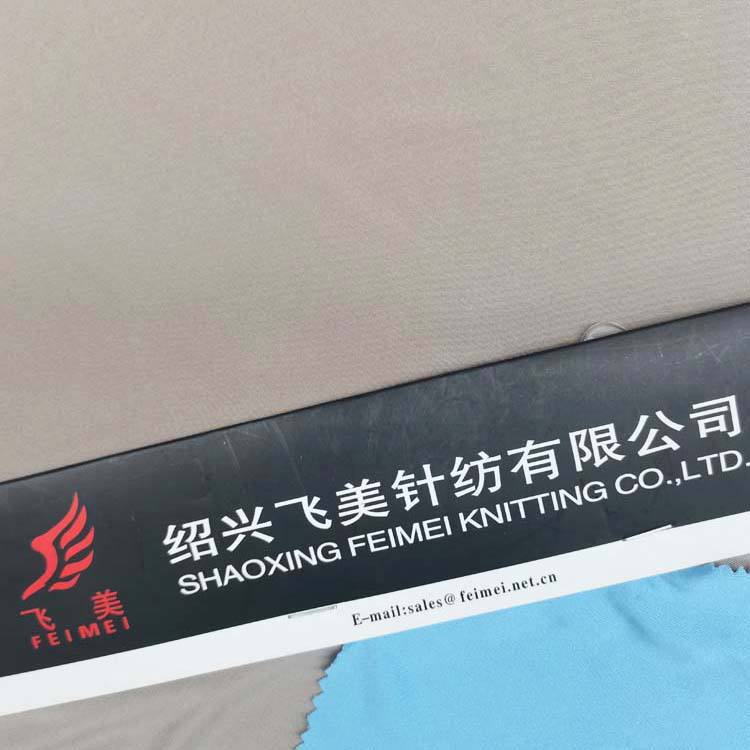 绍兴飞美针纺有限公司
SHAOXING FEIMEI KNITTING CO.,LTD.
飞美
FEIMEI
E-mail:sales@feimei.net.cn